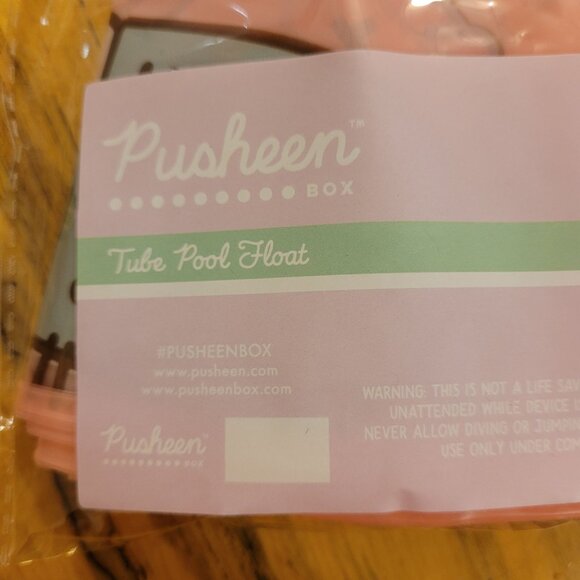 Pusheen™
BOX
Tube Pool Float
#PUSHEENBOX
www.pusheen.com
www.pusheenbox.com
WARNING: THIS IS NOT A LIFE
UNATTENDED WHILE DEVICE
NEVER ALLOW DIVING OR
USE ONLY UNDER
Pusheen™
BOX